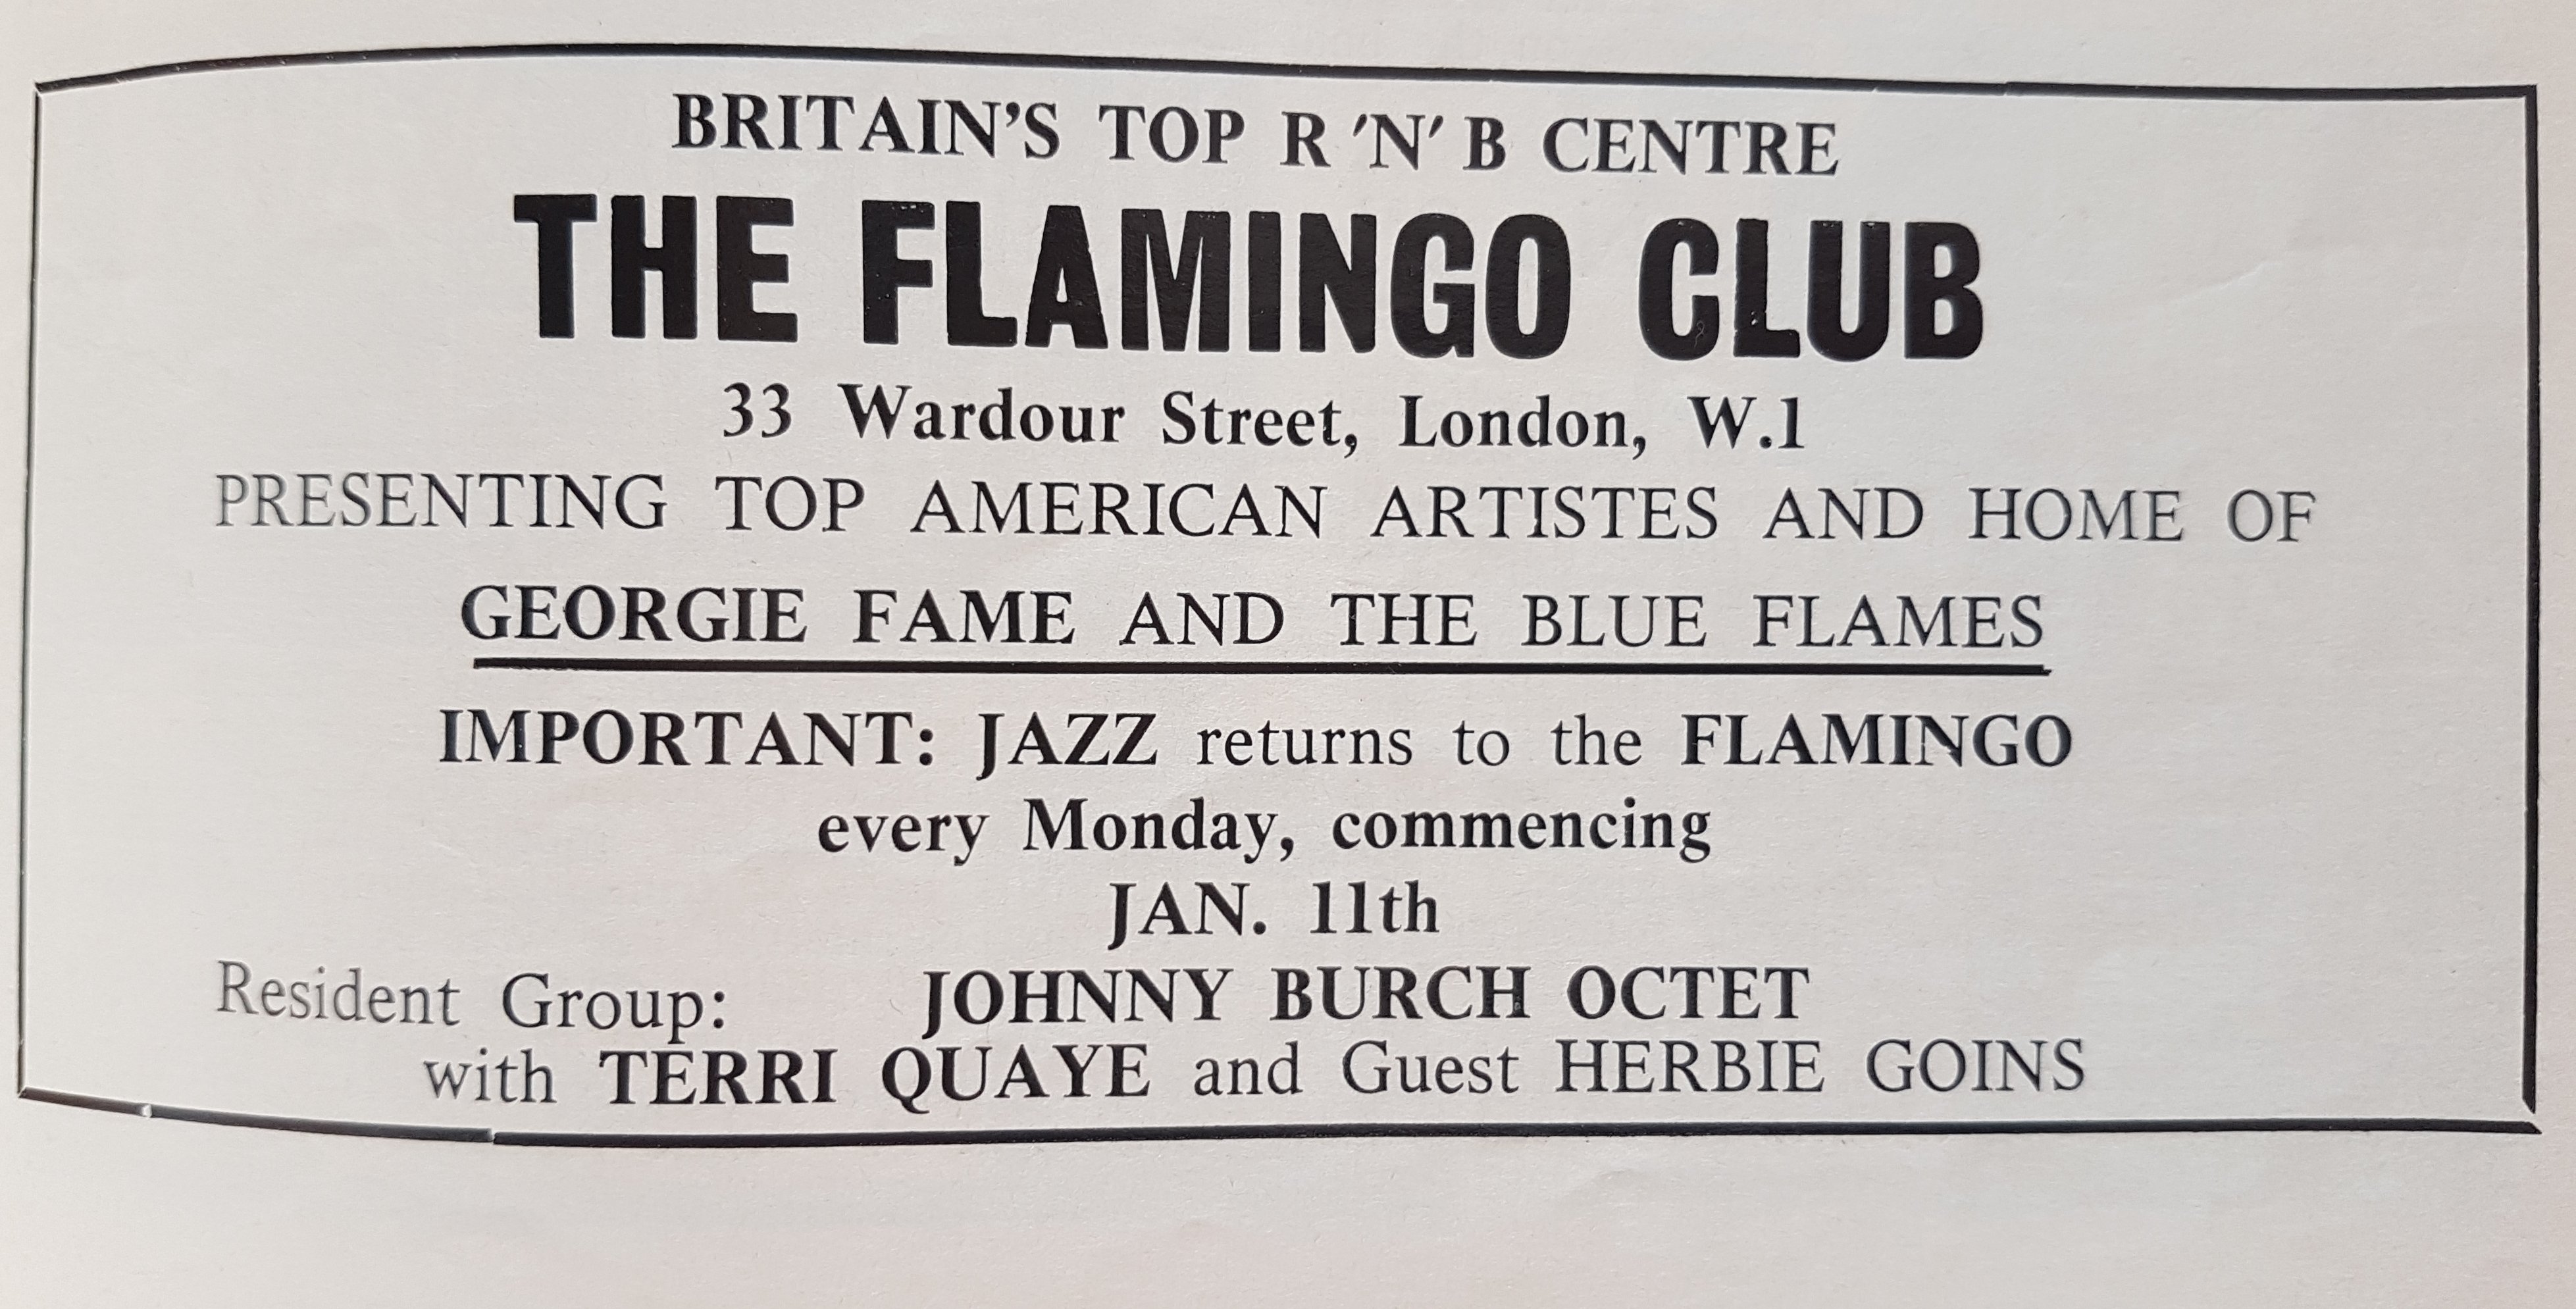 BRITAIN'S TOP R 'N' B CENTRE
THE FLAMINGO CLUB
33 Wardour Street, London, W.1
PRESENTING TOP AMERICAN ARTISTES AND HOME OF
GEORGIE FAME AND THE BLUE FLAMES
IMPORTANT: JAZZ returns to the FLAMINGO
every Monday, commencing
JAN. 11th
Resident Group: JOHNNY BURCH OCTET
with TERRI QUAYE and Guest HERBIE GOINS